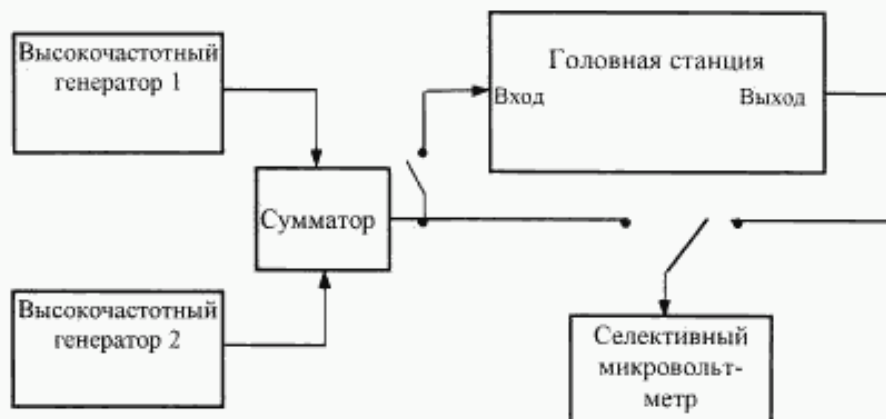 Высокочастотный
генератор 1
Головная станция
Вход
Выход
Сумматор
Высокочастотный
генератор 2
Селективный
микровольт-
метр